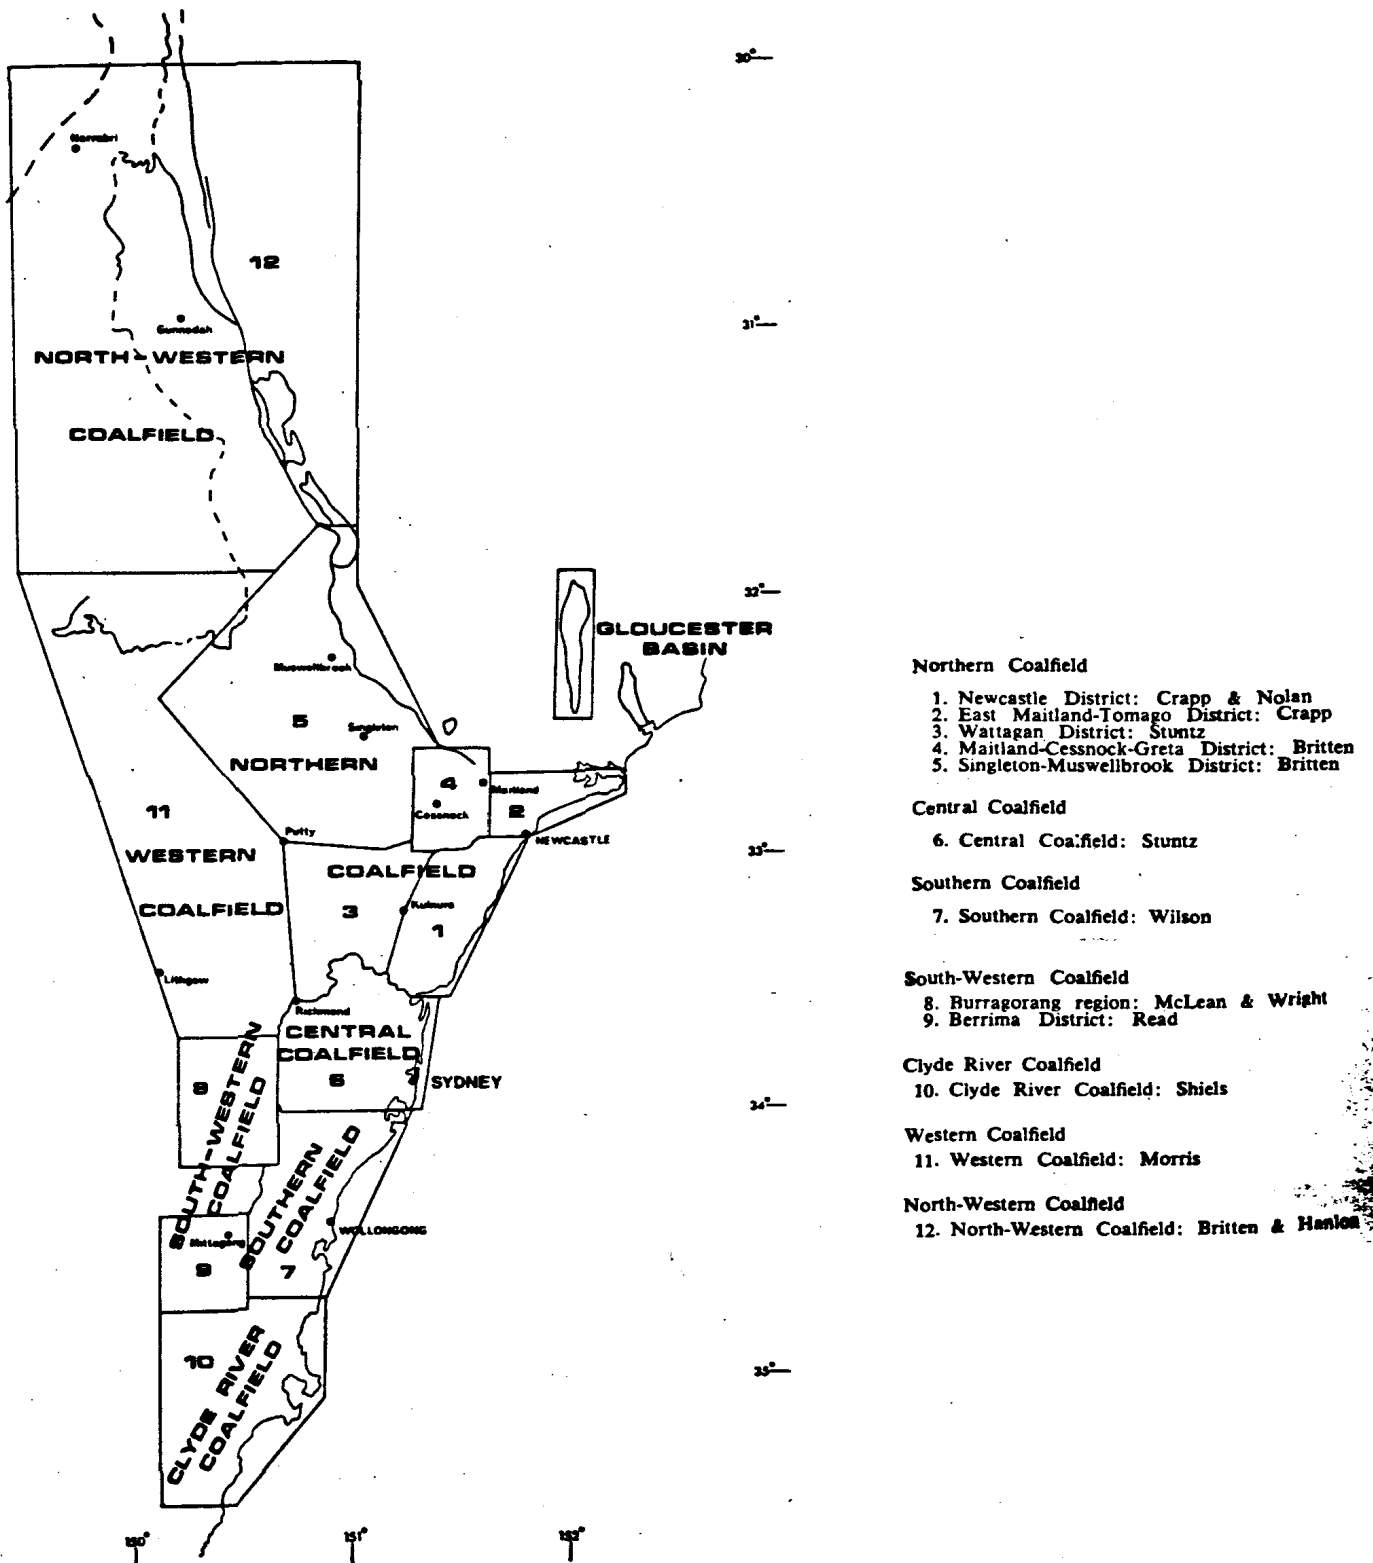 30°
Narrabri
12
31°
Gunnedah
NORTH-WESTERN
COALFIELD
32°
GLOUCESTER
BASIN
Muswellbrook
5
Singleton
NORTHERN
4
Maitland
Cessnock
2
11
Putty
NEWCASTLE
33°
WESTERN
COALFIELD
COALFIELD
3
Kulnura
1
Lithgow
Richmond
CENTRAL
COALFIELD
6
SYDNEY
8
SOUTH-WESTERN
COALFIELD
34°
SOUTHERN
COALFIELD
WOLLONGONG
Mittagong
9
7
10
CLYDE RIVER
COALFIELD
35°
150°
151°
152°
Northern Coalfield
1. Newcastle District: Crapp & Nolan
2. East Maitland-Tomago District: Crapp
3. Wattagan District: Stuntz
4. Maitland-Cessnock-Greta District: Britten
5. Singleton-Muswellbrook District: Britten
Central Coalfield
6. Central Coalfield: Stuntz
Southern Coalfield
7. Southern Coalfield: Wilson
South-Western Coalfield
8. Burragorang region: McLean & Wright
9. Berrima District: Read
Clyde River Coalfield
10. Clyde River Coalfield: Shiels
Western Coalfield
11. Western Coalfield: Morris
North-Western Coalfield
12. North-Western Coalfield: Britten & Hanlon